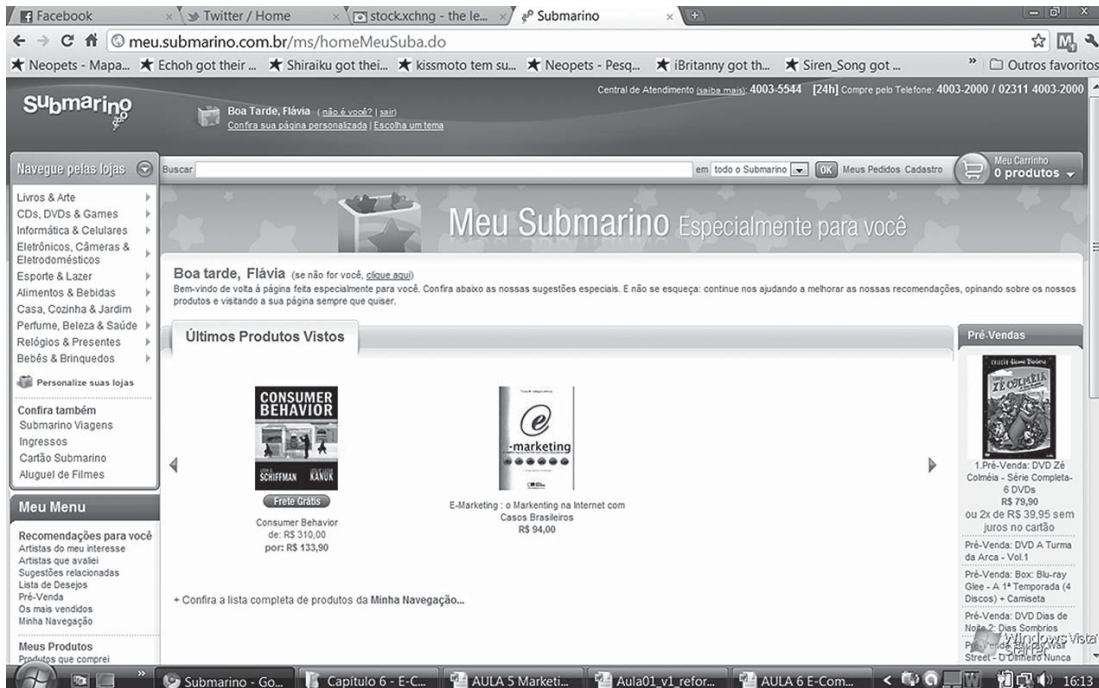 Facebook
Twitter / Home
stock.xchng - the le...
Submarino
meu.submarino.com.br/ms/homeMeuSuba.do
Neopets - Mapa...
Echoh got their ...
Shiraiku got thei...
kissmoto tem su...
Neopets - Pesq...
iBritanny got th...
Siren_Song got ...
»
Outros favoritos
Submarino
Boa Tarde, Flávia ( não é você? | sair)
Confira sua página personalizada | Escolha um tema
Central de Atendimento (saiba mais): 4003-5544 [24h] Compre pelo Telefone: 4003-2000 / 02311 4003-2000
Navegue pelas lojas
Buscar
em todo o Submarino
OK
Meus Pedidos Cadastro
Meu Carrinho
0 produtos
Livros & Arte
CDs, DVDs & Games
Informática & Celulares
Eletrônicos, Câmeras &
Eletrodomésticos
Esporte & Lazer
Alimentos & Bebidas
Casa, Cozinha & Jardim
Perfume, Beleza & Saúde
Relógios & Presentes
Bebês & Brinquedos
Personalize suas lojas
Confira também
Submarino Viagens
Ingressos
Cartão Submarino
Aluguel de Filmes
Meu Menu
Recomendações para você
Artistas do meu interesse
Artistas que avaliei
Sugestões relacionadas
Lista de Desejos
Pré-Venda
Os mais vendidos
Minha Navegação
Meus Produtos
Produtos que comprei
Meu Submarino Especialmente para você
Boa tarde, Flávia (se não for você, clique aqui)
Bem-vindo de volta à página feita especialmente para você. Confira abaixo as nossas sugestões especiais. E não se esqueça: continue nos ajudando a melhorar as nossas recomendações, opinando sobre os nossos
produtos e visitando a sua página sempre que quiser.
Últimos Produtos Vistos
CONSUMER
BEHAVIOR
SCHIFFMAN KANUK
Frete Grátis
Consumer Behavior
de: R$ 310,00
por: R$ 133,90
e
-marketing
E-Marketing : o Markenting na Internet com
Casos Brasileiros
R$ 94,00
+ Confira a lista completa de produtos da Minha Navegação...
Pré-Vendas
ZÉ COLMÉIA
1.Pré-Venda: DVD Zé
Colméia - Série Completa-
6 DVDs
R$ 79,90
ou 2x de R$ 39,95 sem
juros no cartão
Pré-Venda: DVD A Turma
da Arca - Vol.1
Pré-Venda: Box: Blu-ray
Glee - A 1ª Temporada (4
Discos) + Camiseta
Pré-Venda: DVD Dias de
Noite 2: Dias Sombrios
Wall
Street - O Dinheiro Nunca
Windows Vista
Starter
»
Submarino - Go...
Capítulo 6 - E-C...
AULA 5 Marketi...
Aula01_v1_refor...
AULA 6 E-Com...
16:13